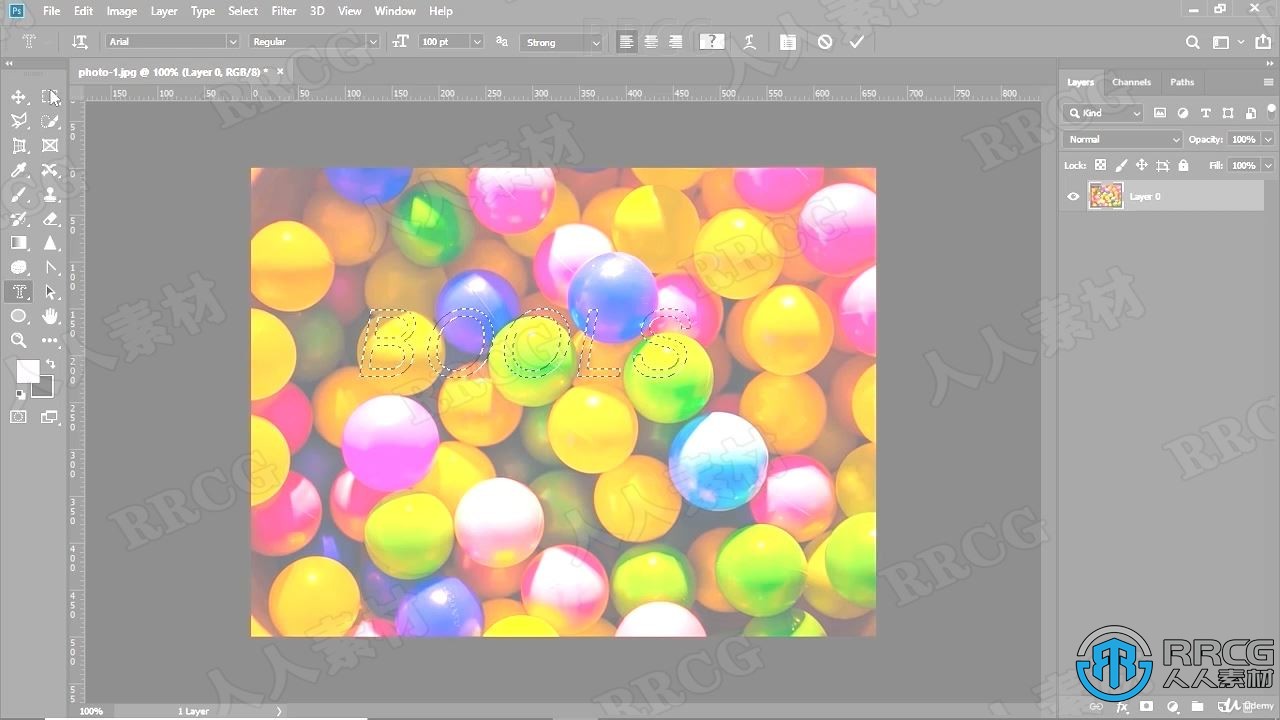 Ps File Edit Image Layer Type Select Filter 3D View Window Help
Arial Regular 100 pt Strong
photo-1.jpg @ 100% (Layer 0, RGB/8) * ×
150 100 50 0 50 100 150 200 250 300 350 400 450 500 550 600 650 700 750 800
Layers Channels Paths
Kind
Normal Opacity: 100%
Lock: Fill: 100%
Layer 0
BOOLS
100% 1 Layer
RRCG
人人素材
Udemy
RRCG 人人素材